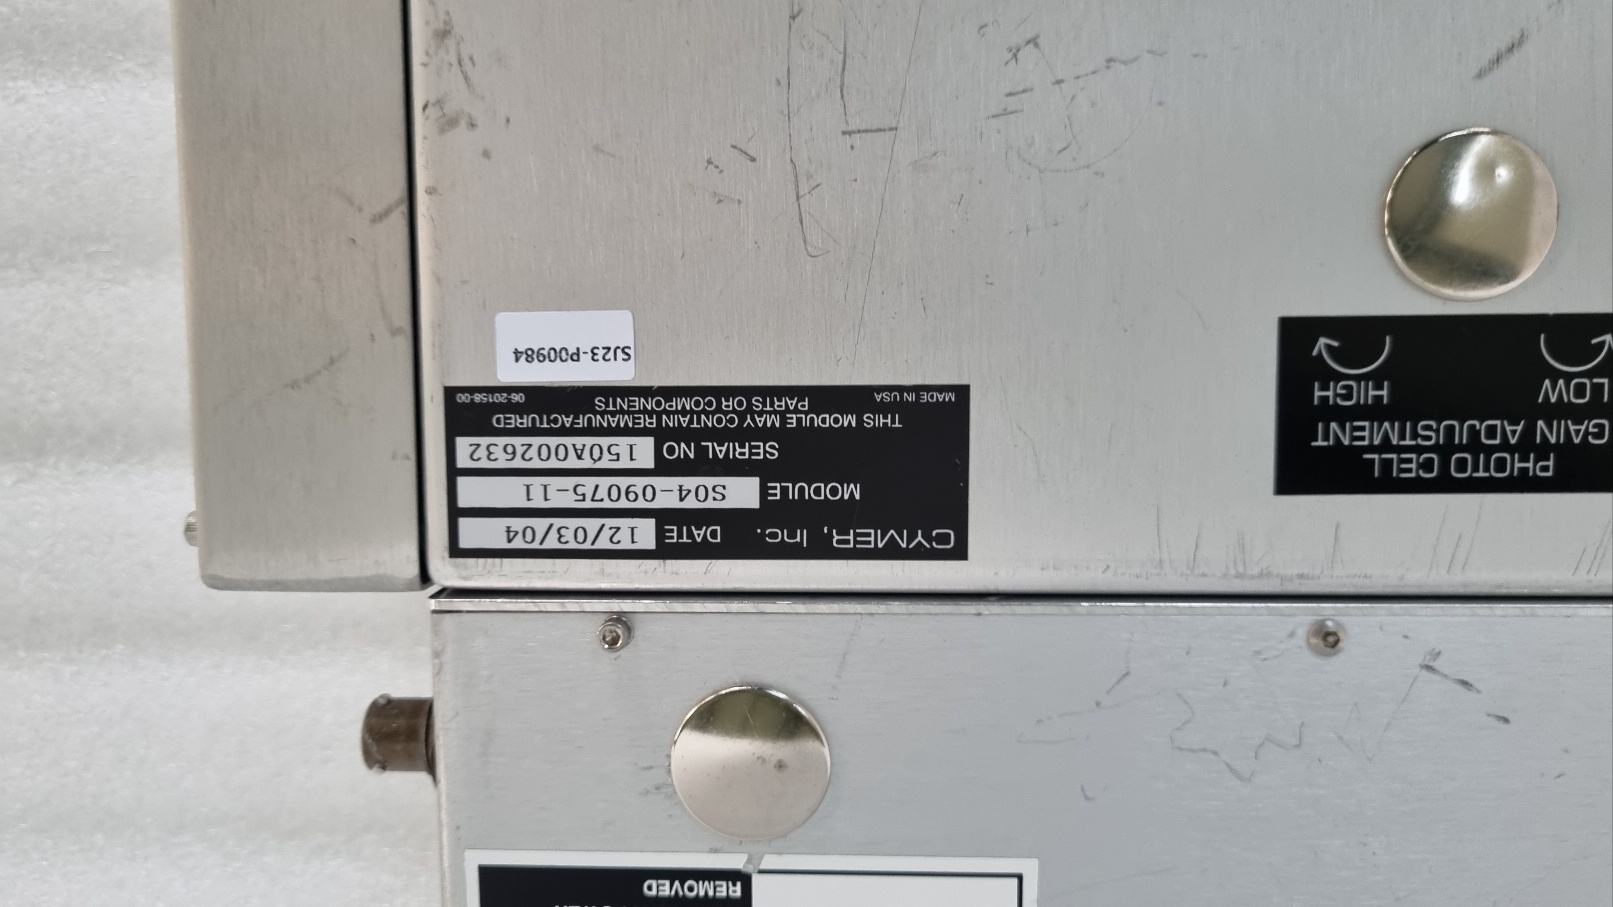 REMOVED
PHOTO CELL
GAIN ADJUSTMENT
LOW HIGH
CYMER, Inc. DATE 12/03/04
MODULE S04-09075-11
SERIAL NO 150A002632
THIS MODULE MAY CONTAIN REMANUFACTURED
PARTS OR COMPONENTS
MADE IN USA 06-20158-00
SJ23-P00984